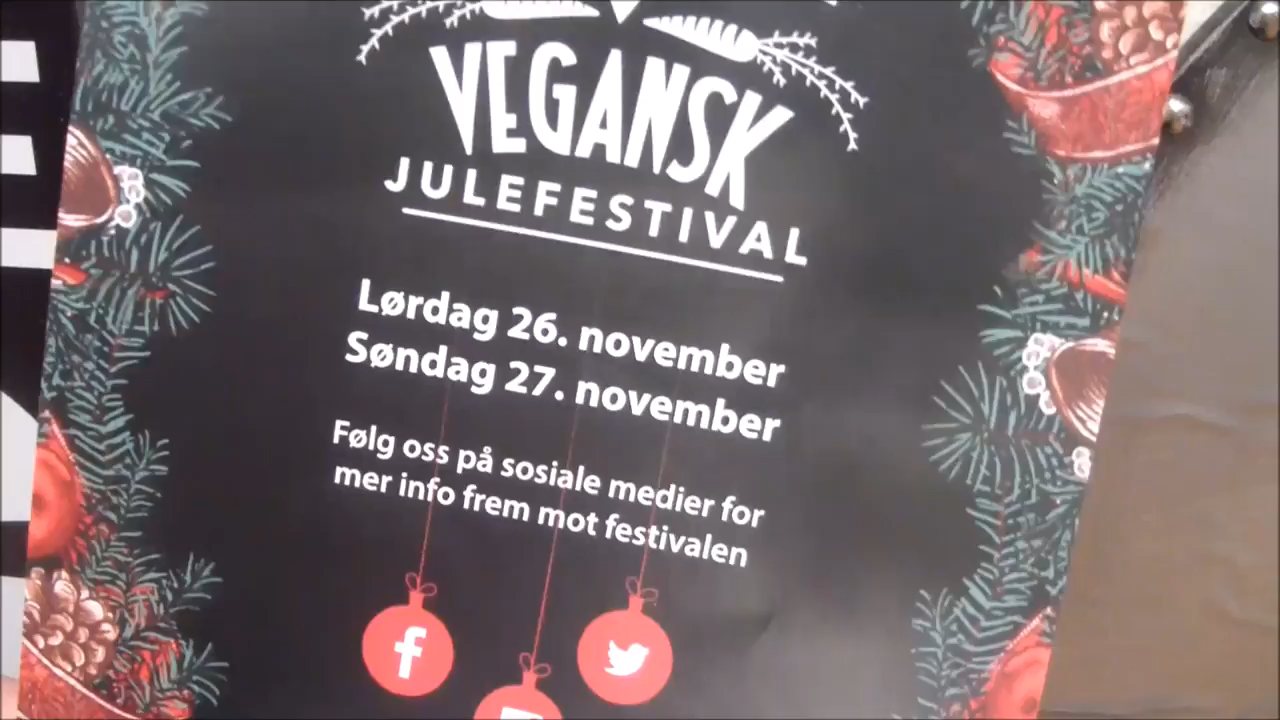 VEGANSK
JULEFESTIVAL
Lørdag 26. november
Søndag 27. november
Følg oss på sosiale medier for
mer info frem mot festivalen